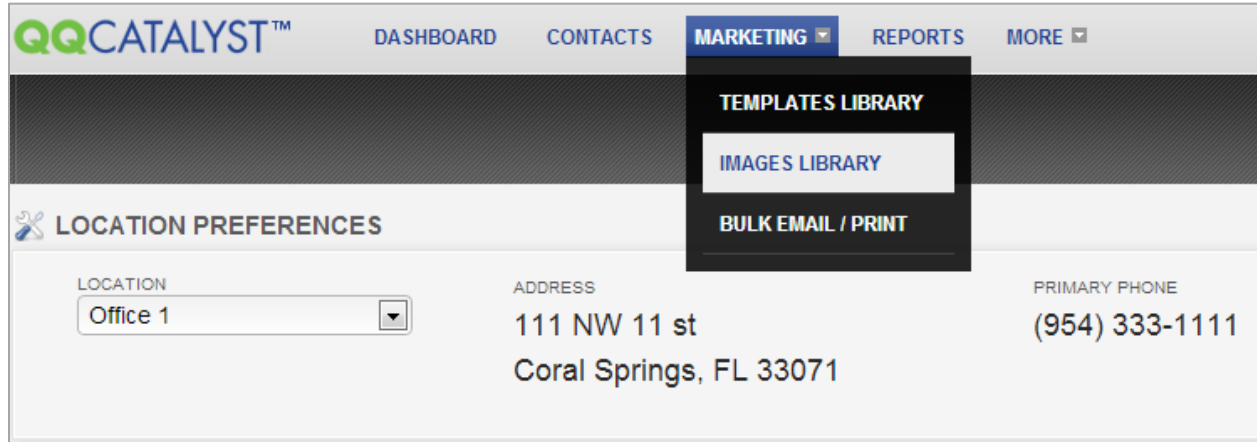 QQCATALYST™ DASHBOARD CONTACTS MARKETING REPORTS MORE
TEMPLATES LIBRARY
IMAGES LIBRARY
BULK EMAIL / PRINT
LOCATION PREFERENCES
LOCATION ADDRESS PRIMARY PHONE
Office 1 111 NW 11 st (954) 333-1111
Coral Springs, FL 33071